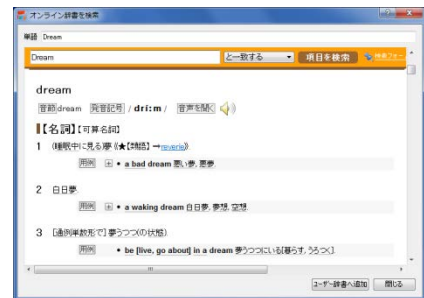 オンライン辞書を検索
単語 Dream
Dream と一致する 項目を検索 検索フォー
dream
音節 dream 発音記号 / dríːm / 音声を聞く
【名詞】【可算名詞】
1 (睡眠中に見る)夢《★【類語】→reverie》
用例 • a bad dream 悪い夢, 悪夢.
2 白日夢.
用例 • a waking dream 白日夢, 夢想, 空想.
3 [通例単数形で] 夢うつつ(の状態).
用例 • be [live, go about] in a dream 夢うつつにいる[暮らす, うろつく].
ユーザー辞書へ追加 閉じる